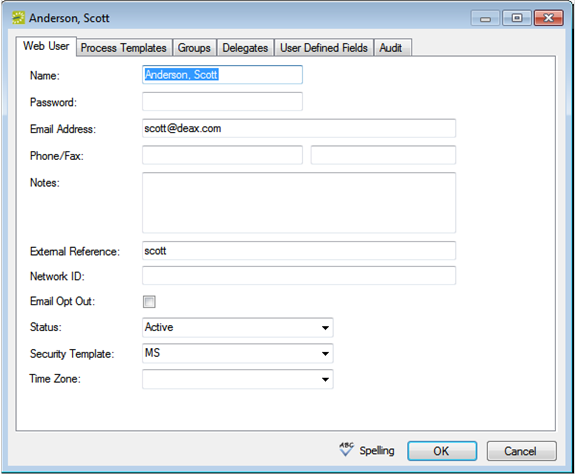 Anderson, Scott
Web User Process Templates Groups Delegates User Defined Fields Audit
Name: Anderson, Scott
Password:
Email Address: scott@deax.com
Phone/Fax:
Notes:
External Reference: scott
Network ID:
Email Opt Out:
Status: Active
Security Template: MS
Time Zone:
ABC Spelling OK Cancel